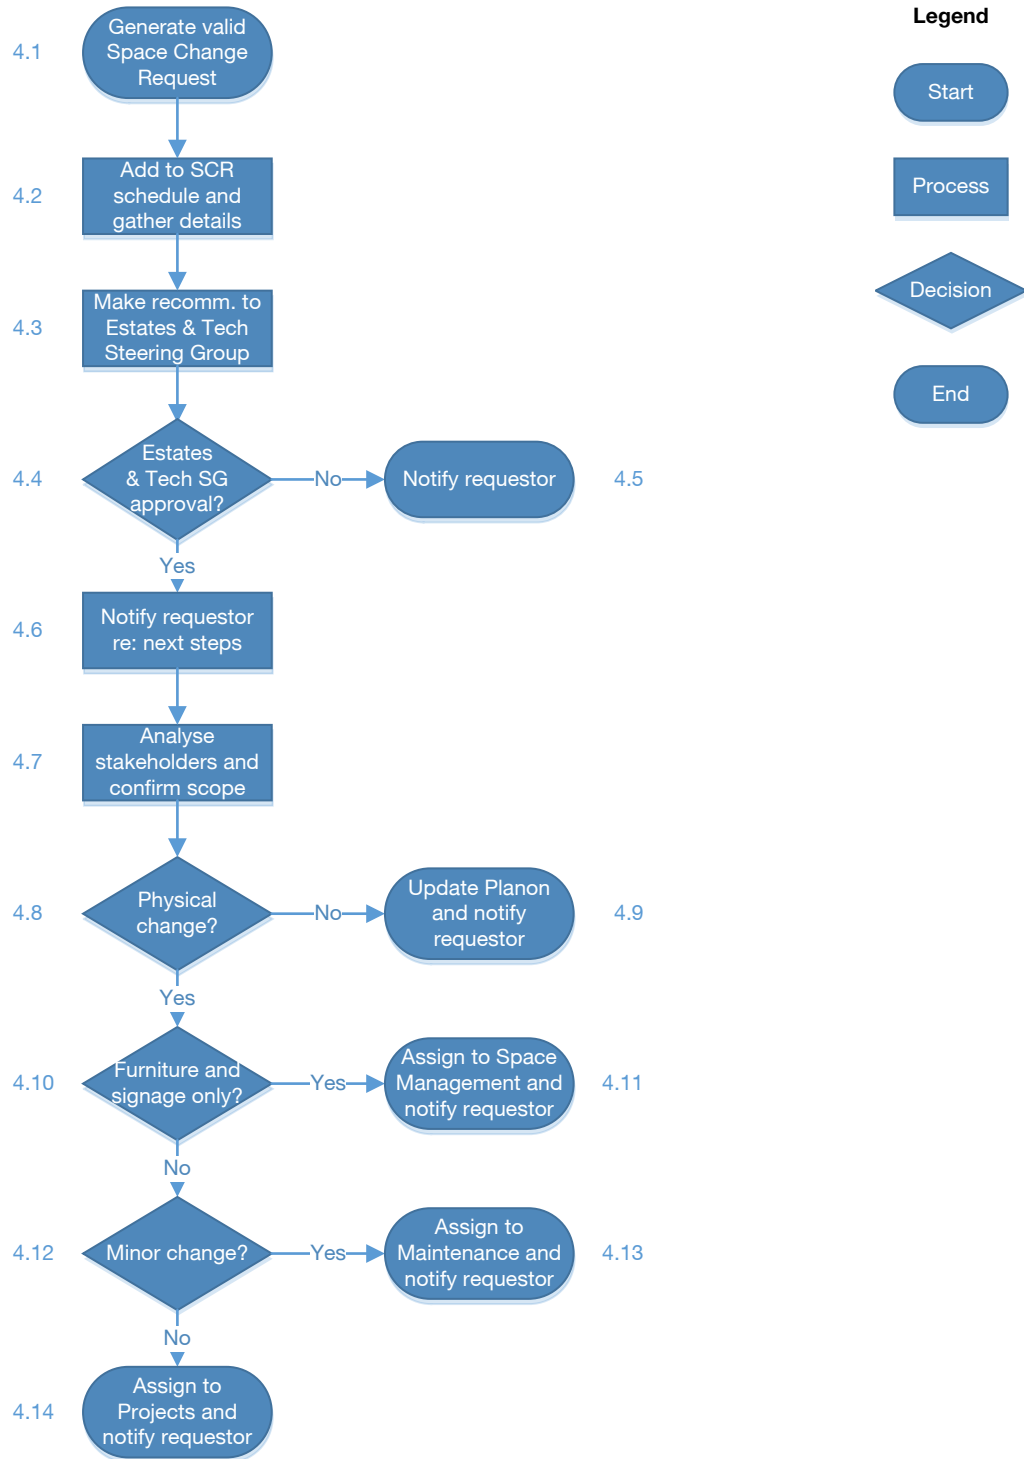 Legend
4.1
Generate valid
Space Change
Request
Start
4.2
Add to SCR
schedule and
gather details
Process
4.3
Make recomm. to
Estates & Tech
Steering Group
Decision
End
4.4
Estates
& Tech SG
approval?
No
Notify requestor
4.5
Yes
4.6
Notify requestor
re: next steps
4.7
Analyse
stakeholders and
confirm scope
4.8
Physical
change?
No
Update Planon
and notify
requestor
4.9
Yes
4.10
Furniture and
signage only?
Yes
Assign to Space
Management and
notify requestor
4.11
No
4.12
Minor change?
Yes
Assign to
Maintenance and
notify requestor
4.13
No
4.14
Assign to
Projects and
notify requestor